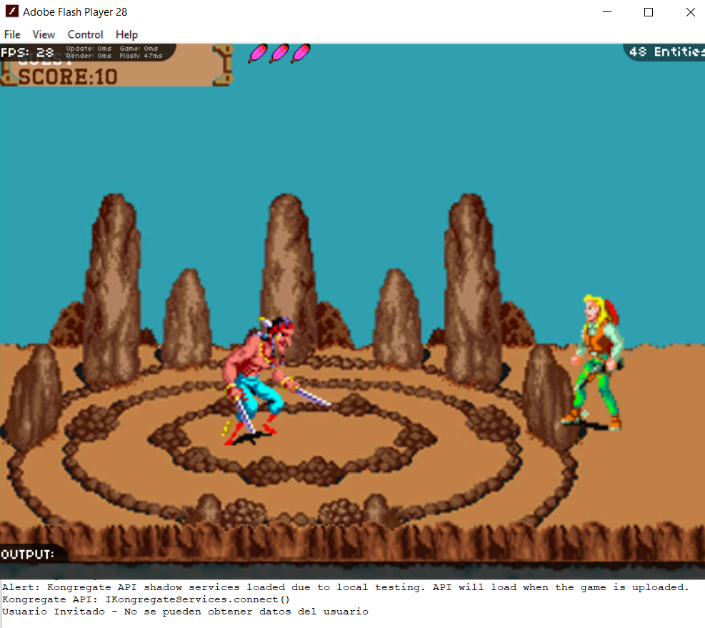 Adobe Flash Player 28
File View Control Help
FPS: 28 Update: 0ms Game: 0ms
Render: 0ms Flash: 47ms
48 Entities
GUEST
SCORE:10
OUTPUT:
Alert: Kongregate API shadow services loaded due to local testing. API will load when the game is uploaded.
Kongregate API: IKongregateServices.connect()
Usuario Invitado - No se pueden obtener datos del usuario